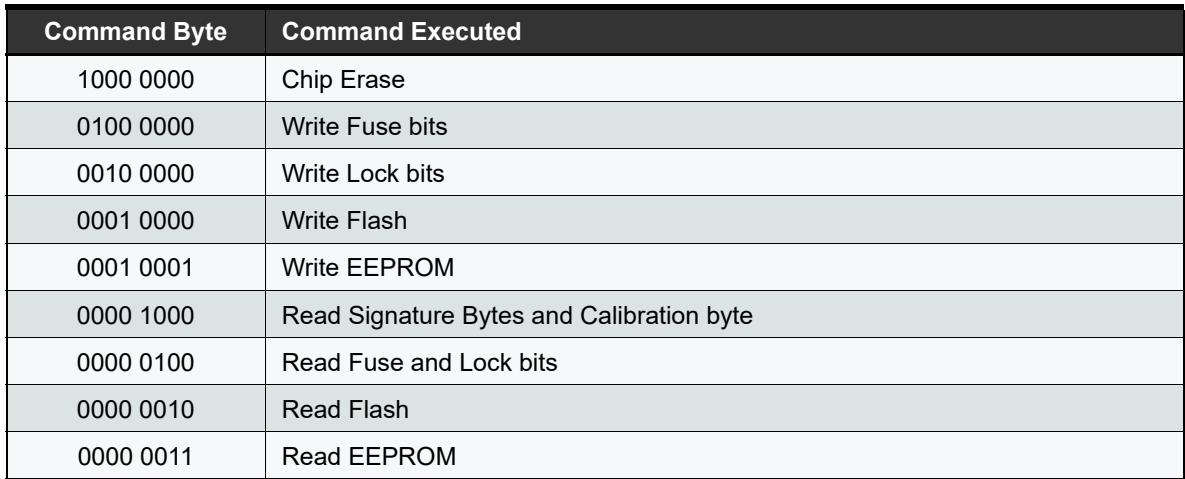 Command Byte Command Executed
1000 0000 Chip Erase
0100 0000 Write Fuse bits
0010 0000 Write Lock bits
0001 0000 Write Flash
0001 0001 Write EEPROM
0000 1000 Read Signature Bytes and Calibration byte
0000 0100 Read Fuse and Lock bits
0000 0010 Read Flash
0000 0011 Read EEPROM